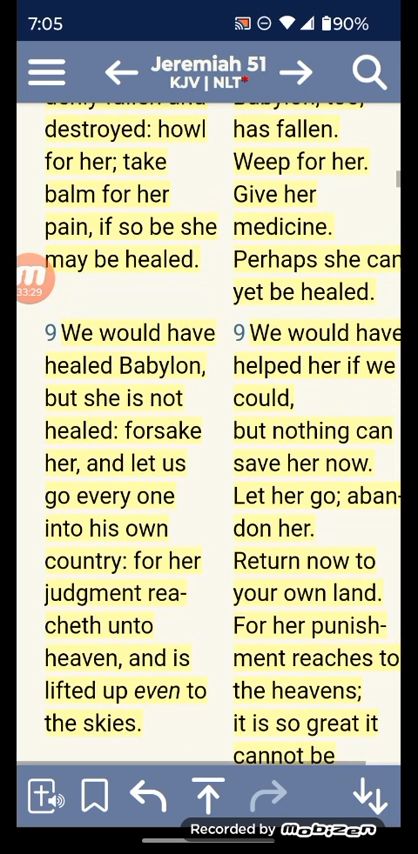 7:05
90%
Jeremiah 51
KJV | NLT*
destroyed: howl
for her; take
balm for her
pain, if so be she
may be healed.
9 We would have
healed Babylon,
but she is not
healed: forsake
her, and let us
go every one
into his own
country: for her
judgment rea-
cheth unto
heaven, and is
lifted up even to
the skies.
Babylon, too,
has fallen.
Weep for her.
Give her
medicine.
Perhaps she can
yet be healed.
9 We would have
helped her if we
could,
but nothing can
save her now.
Let her go; aban-
don her.
Return now to
your own land.
For her punish-
ment reaches to
the heavens;
it is so great it
cannot be
m
33:29
Recorded by mobizen